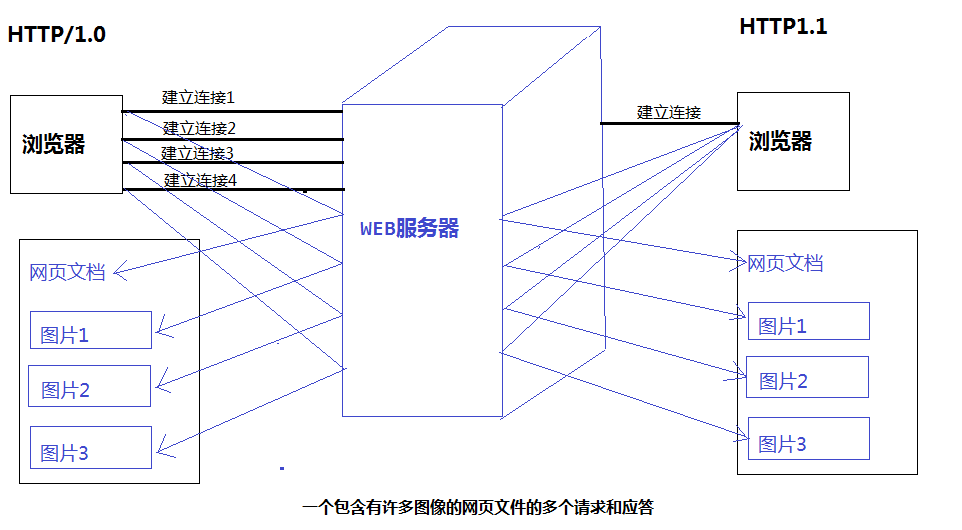 HTTP/1.0
HTTP1.1
建立连接1
建立连接2
建立连接3
建立连接4
浏览器
建立连接
浏览器
WEB服务器
网页文档
图片1
图片2
图片3
网页文档
图片1
图片2
图片3
一个包含有许多图像的网页文件的多个请求和应答